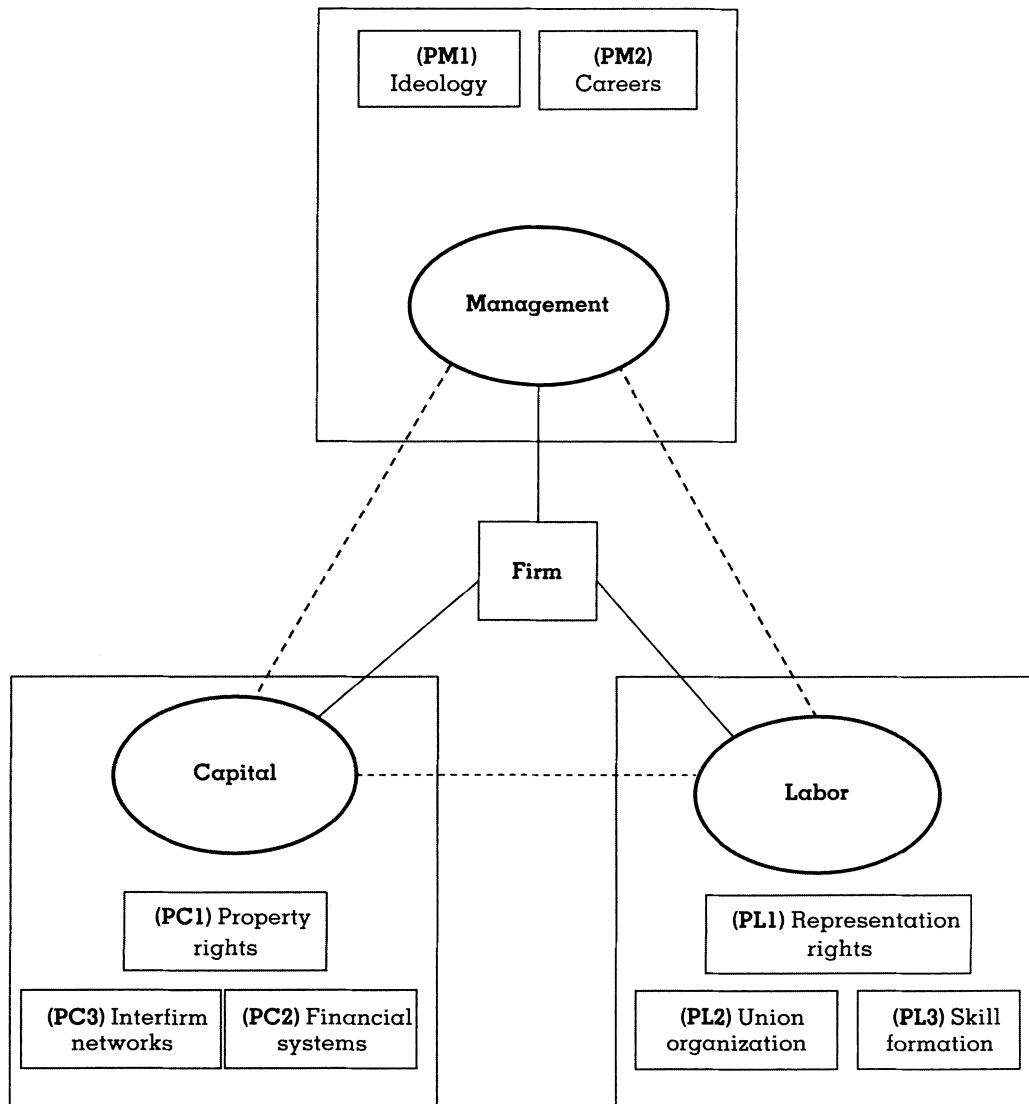 (PM1)
Ideology
(PM2)
Careers
Management
Firm
Capital
Labor
(PC1) Property
rights
(PC3) Interfirm
networks
(PC2) Financial
systems
(PL1) Representation
rights
(PL2) Union
organization
(PL3) Skill
formation